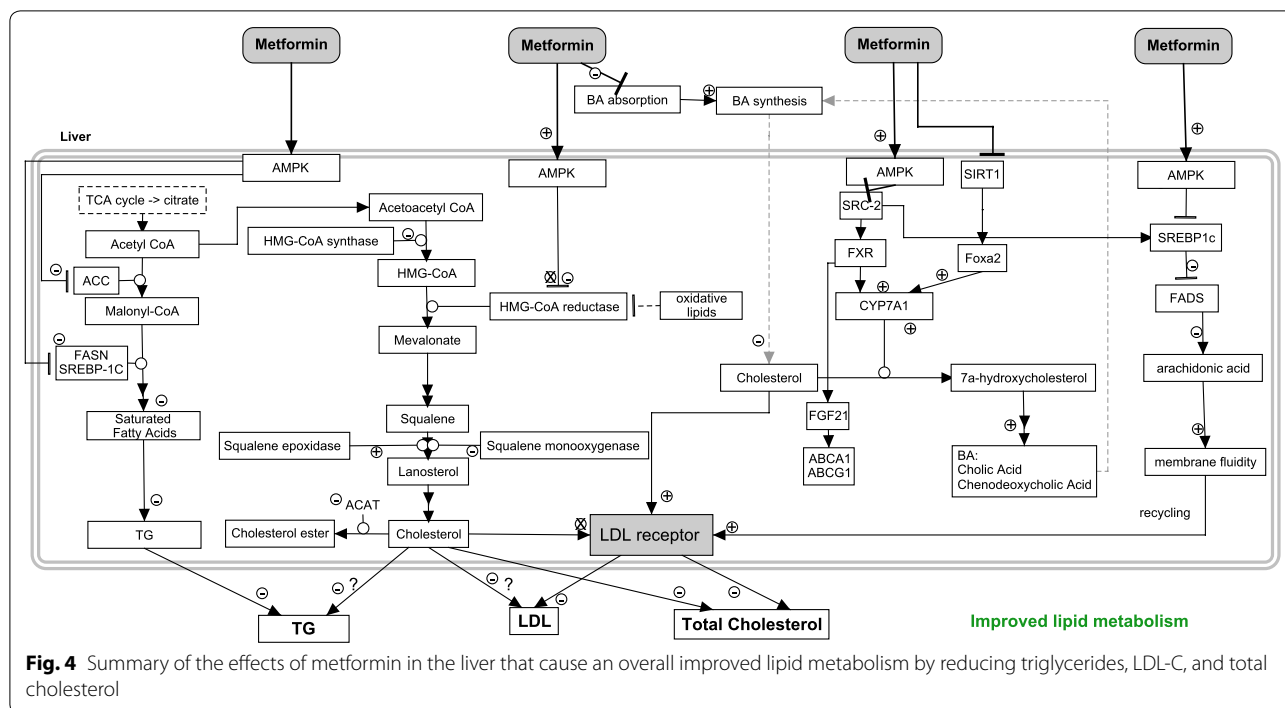 Metformin
Metformin
Metformin
Metformin
⊖
BA absorption
⊕
BA synthesis
Liver
⊕
⊕
⊕
AMPK
AMPK
AMPK
SIRT1
AMPK
TCA cycle -> citrate
Acetoacetyl CoA
SRC-2
Acetyl CoA
HMG-CoA synthase
⊖
FXR
Foxa2
SREBP1c
⊖
ACC
HMG-CoA
⊖
⊕
⊕
⊖
Malonyl-CoA
HMG-CoA reductase
oxidative
lipids
CYP7A1
FADS
⊕
⊖
FASN
SREBP-1C
Mevalonate
⊖
⊖
arachidonic acid
Cholesterol
7a-hydroxycholesterol
⊖
Saturated
Fatty Acids
Squalene
FGF21
⊕
⊕
Squalene epoxidase
⊕
⊖
Squalene monooxygenase
ABCA1
ABCG1
BA:
Cholic Acid
Chenodeoxycholic Acid
membrane fluidity
Lanosterol
⊖
⊖
ACAT
⊕
recycling
TG
Cholesterol ester
Cholesterol
LDL receptor
⊕
⊖
⊖ ?
⊖ ?
⊖
⊖
⊖
TG
LDL
Total Cholesterol
Improved lipid metabolism
Fig. 4 Summary of the effects of metformin in the liver that cause an overall improved lipid metabolism by reducing triglycerides, LDL-C, and total
cholesterol